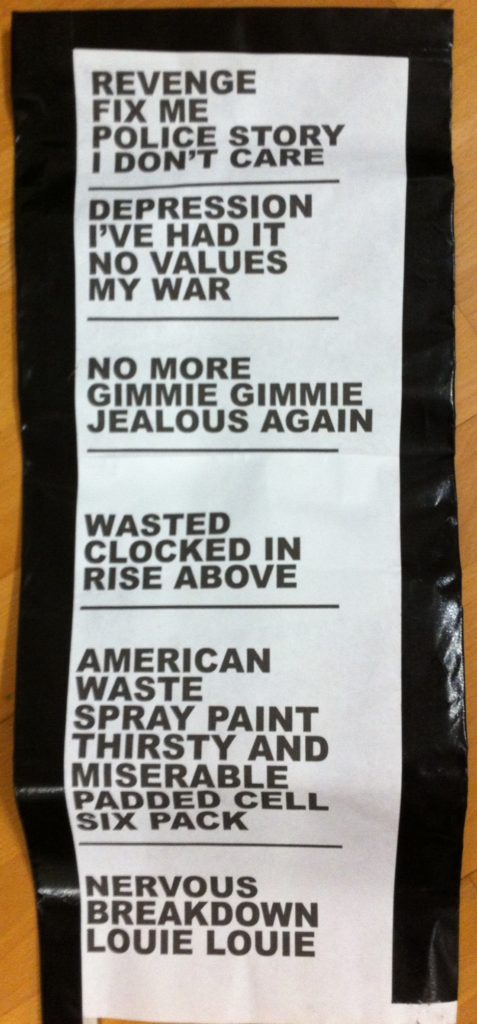 REVENGE
FIX ME
POLICE STORY
I DON'T CARE
DEPRESSION
I'VE HAD IT
NO VALUES
MY WAR
NO MORE
GIMMIE GIMMIE
JEALOUS AGAIN
WASTED
CLOCKED IN
RISE ABOVE
AMERICAN
WASTE
SPRAY PAINT
THIRSTY AND
MISERABLE
PADDED CELL
SIX PACK
NERVOUS
BREAKDOWN
LOUIE LOUIE